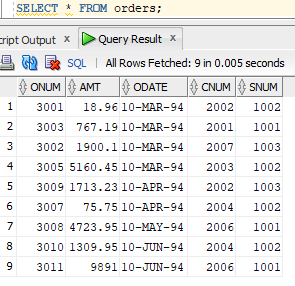 SELECT * FROM orders;
cript Output × Query Result ×
SQL | All Rows Fetched: 9 in 0.005 seconds
ONUM AMT ODATE CNUM SNUM
1 3001 18.96 10-MAR-94 2002 1002
2 3003 767.19 10-MAR-94 2001 1001
3 3002 1900.1 10-MAR-94 2007 1003
4 3005 5160.45 10-MAR-94 2003 1002
5 3009 1713.23 10-APR-94 2002 1003
6 3007 75.75 10-APR-94 2004 1002
7 3008 4723.95 10-MAY-94 2006 1001
8 3010 1309.95 10-JUN-94 2004 1002
9 3011 9891 10-JUN-94 2006 1001